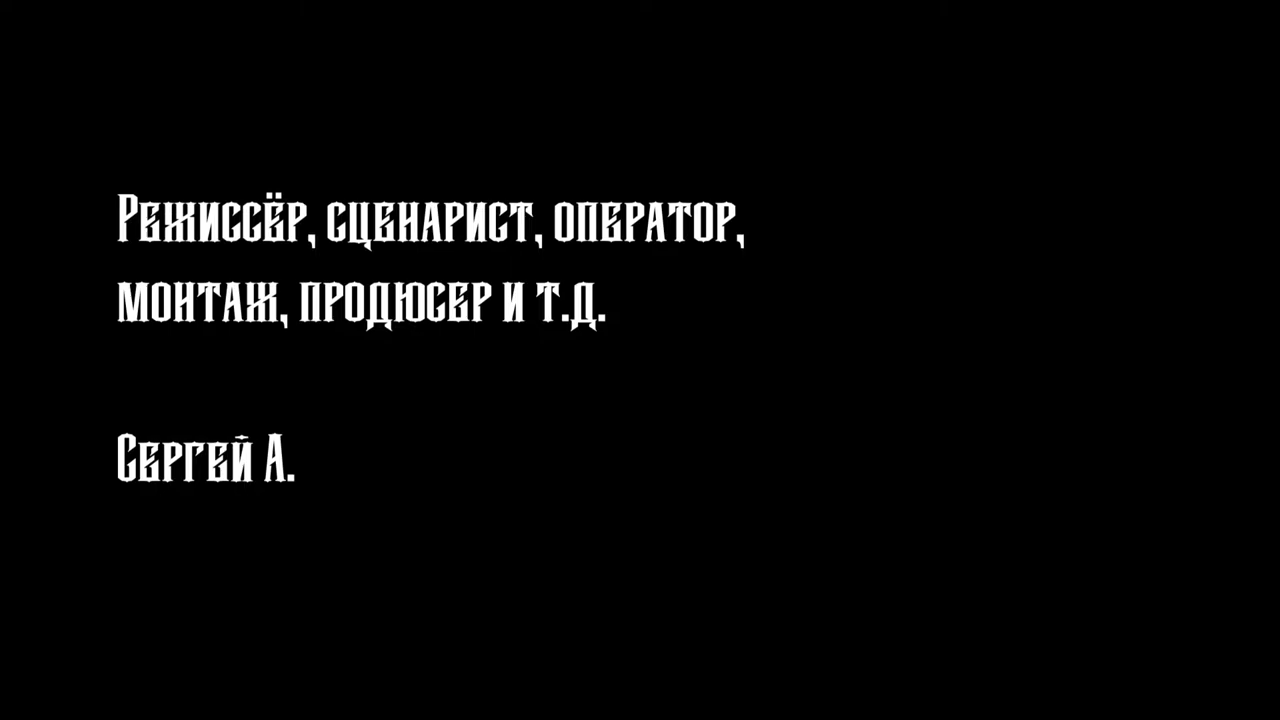 Режиссёр, сценарист, оператор,
монтаж, продюсер и т.д.
Сергей А.